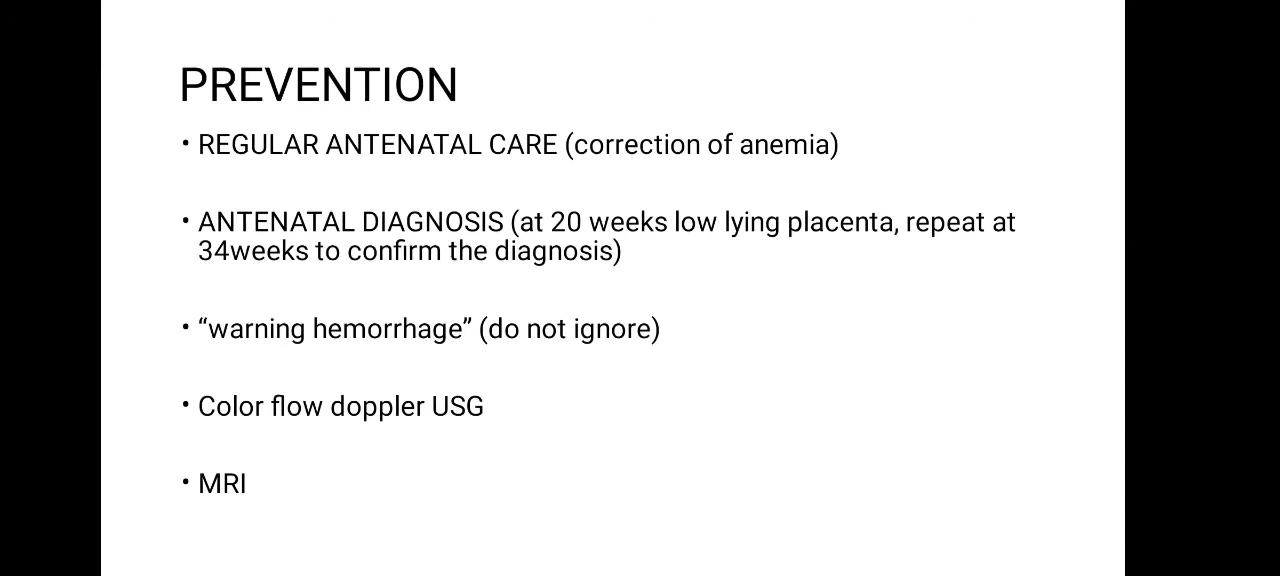 PREVENTION
• REGULAR ANTENATAL CARE (correction of anemia)
• ANTENATAL DIAGNOSIS (at 20 weeks low lying placenta, repeat at
34weeks to confirm the diagnosis)
• “warning hemorrhage” (do not ignore)
• Color flow doppler USG
• MRI